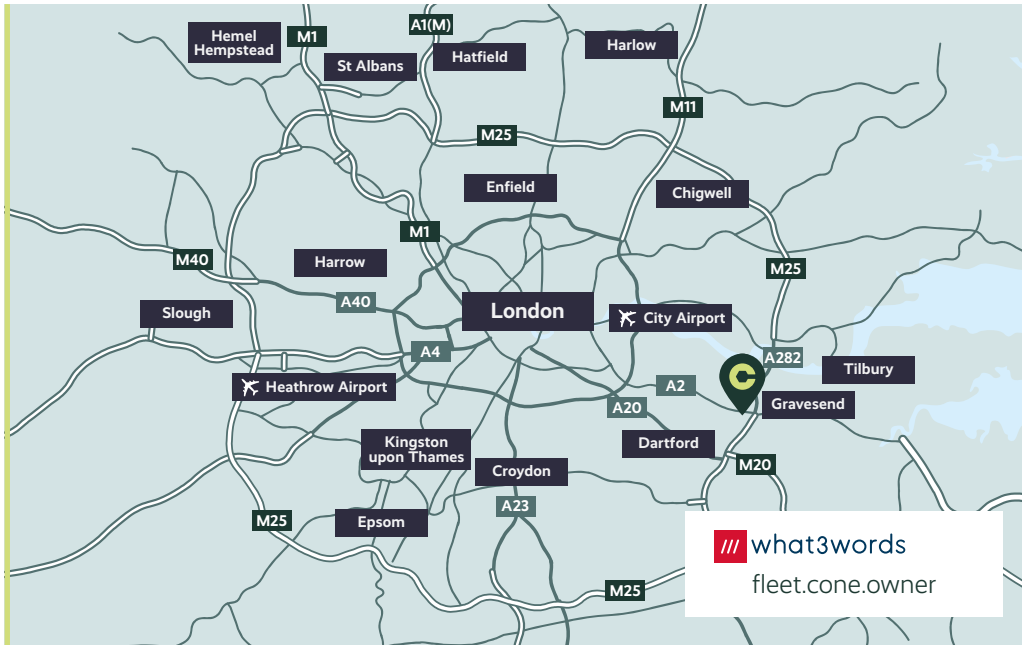 A1(M)
Hemel
Hempstead
M1
Harlow
Hatfield
St Albans
M11
M25
Enfield
Chigwell
M1
M40
Harrow
M25
A40
Slough
London
City Airport
A4
A282
Tilbury
Heathrow Airport
A2
C
Gravesend
A20
Kingston
upon Thames
Dartford
M20
Croydon
A23
M25
Epsom
what3words
fleet.cone.owner
M25